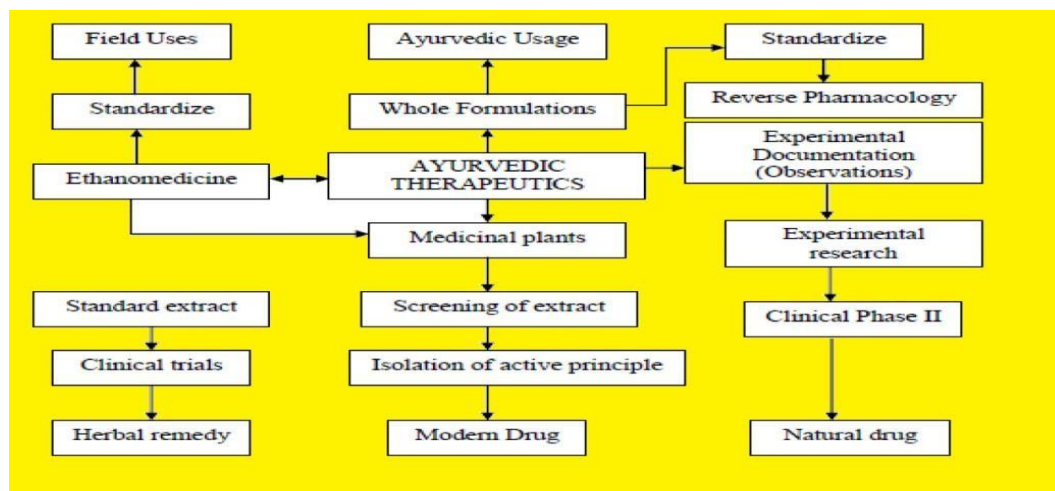 Field Uses
Ayurvedic Usage
Standardize
Standardize
Whole Formulations
Reverse Pharmacology
Ethanomedicine
AYURVEDIC
THERAPEUTICS
Experimental
Documentation
(Observations)
Medicinal plants
Experimental
research
Standard extract
Screening of extract
Clinical Phase II
Clinical trials
Isolation of active principle
Herbal remedy
Modern Drug
Natural drug